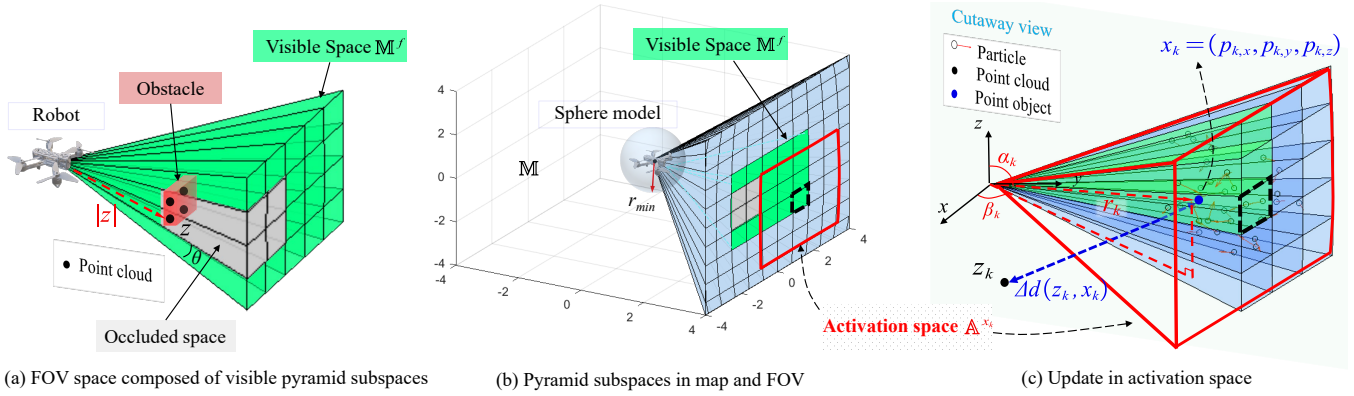 Visible Space 𝕄ᶠ
Obstacle
Robot
|z|
z
θ
Point cloud
Occluded space
(a) FOV space composed of visible pyramid subspaces
Visible Space 𝕄ᶠ
Sphere model
𝕄
r_min
4
2
0
-2
-4
-4
-2
0
2
4
-4
-2
0
2
4
Activation space 𝔸^{x_k}
(b) Pyramid subspaces in map and FOV
Cutaway view
Particle
Point cloud
Point object
x_k = (p_{k,x}, p_{k,y}, p_{k,z})
z
α_k
y
x
β_k
r_k
z_k
Δd(z_k, x_k)
(c) Update in activation space